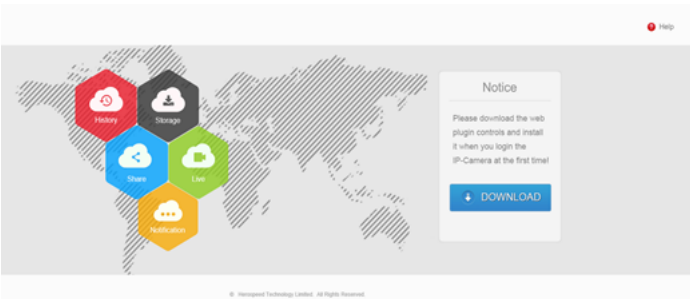 Help
History
Storage
Share
Live
Notification
Notice
Please download the web
plugin controls and install
it when you login the
IP-Camera at the first time!
DOWNLOAD
© Herospeed Technology Limited. All Rights Reserved.